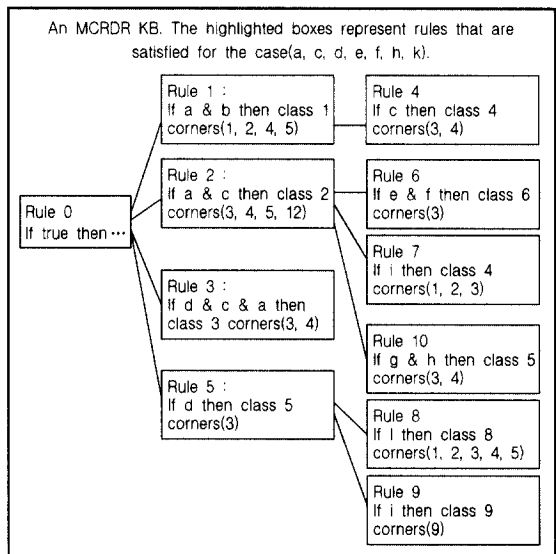 An MCRDR KB. The highlighted boxes represent rules that are
satisfied for the case(a, c, d, e, f, h, k).
Rule 0
If true then ⋯
Rule 1 :
If a & b then class 1
corners(1, 2, 4, 5)
Rule 2 :
If a & c then class 2
corners(3, 4, 5, 12)
Rule 3 :
If d & c & a then
class 3 corners(3, 4)
Rule 5 :
If d then class 5
corners(3)
Rule 4
If c then class 4
corners(3, 4)
Rule 6
If e & f then class 6
corners(3)
Rule 7
If i then class 4
corners(1, 2, 3)
Rule 10
If g & h then class 5
corners(3, 4)
Rule 8
If l then class 8
corners(1, 2, 3, 4, 5)
Rule 9
If i then class 9
corners(9)